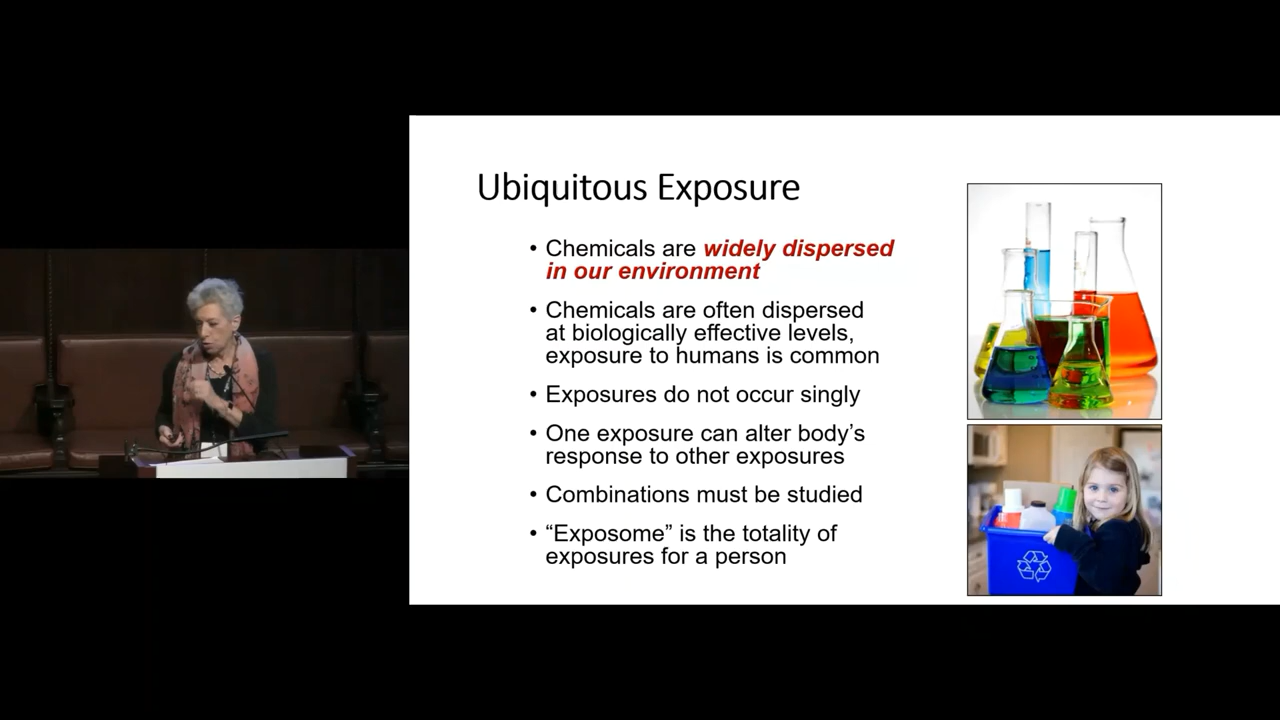 Ubiquitous Exposure
• Chemicals are widely dispersed
in our environment
• Chemicals are often dispersed
at biologically effective levels,
exposure to humans is common
• Exposures do not occur singly
• One exposure can alter body’s
response to other exposures
• Combinations must be studied
• “Exposome” is the totality of
exposures for a person